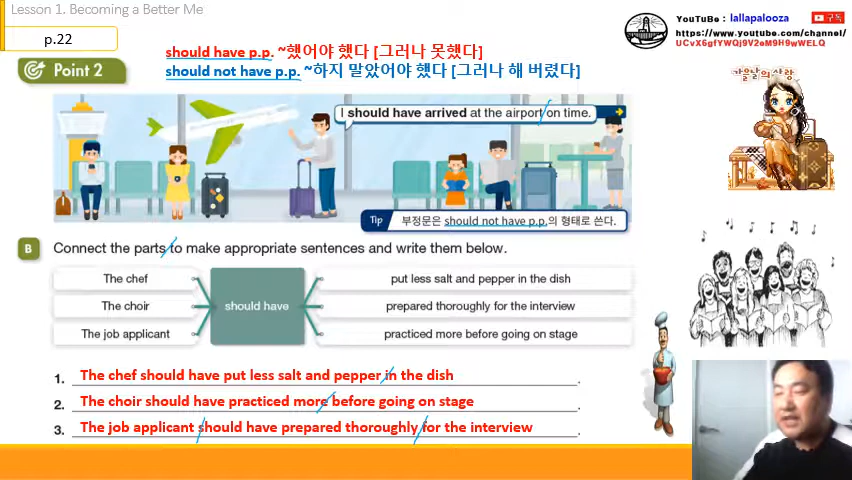 Lesson 1. Becoming a Better Me
p.22
YouTuBe : lallapalooza
구독
https://www.youtube.com/channel/
UCvX6gfYWQj9V2eM9H9wWELQ
should have p.p. ~했어야 했다 [그러나 못했다]
should not have p.p. ~하지 말았어야 했다 [그러나 해 버렸다]
Point 2
가을날의 사랑
I should have arrived at the airport on time.
Tip 부정문은 should not have p.p.의 형태로 쓴다.
B Connect the parts to make appropriate sentences and write them below.
The chef
put less salt and pepper in the dish
The choir
should have
prepared thoroughly for the interview
The job applicant
practiced more before going on stage
1. The chef should have put less salt and pepper in the dish .
2. The choir should have practiced more before going on stage .
3. The job applicant should have prepared thoroughly for the interview .